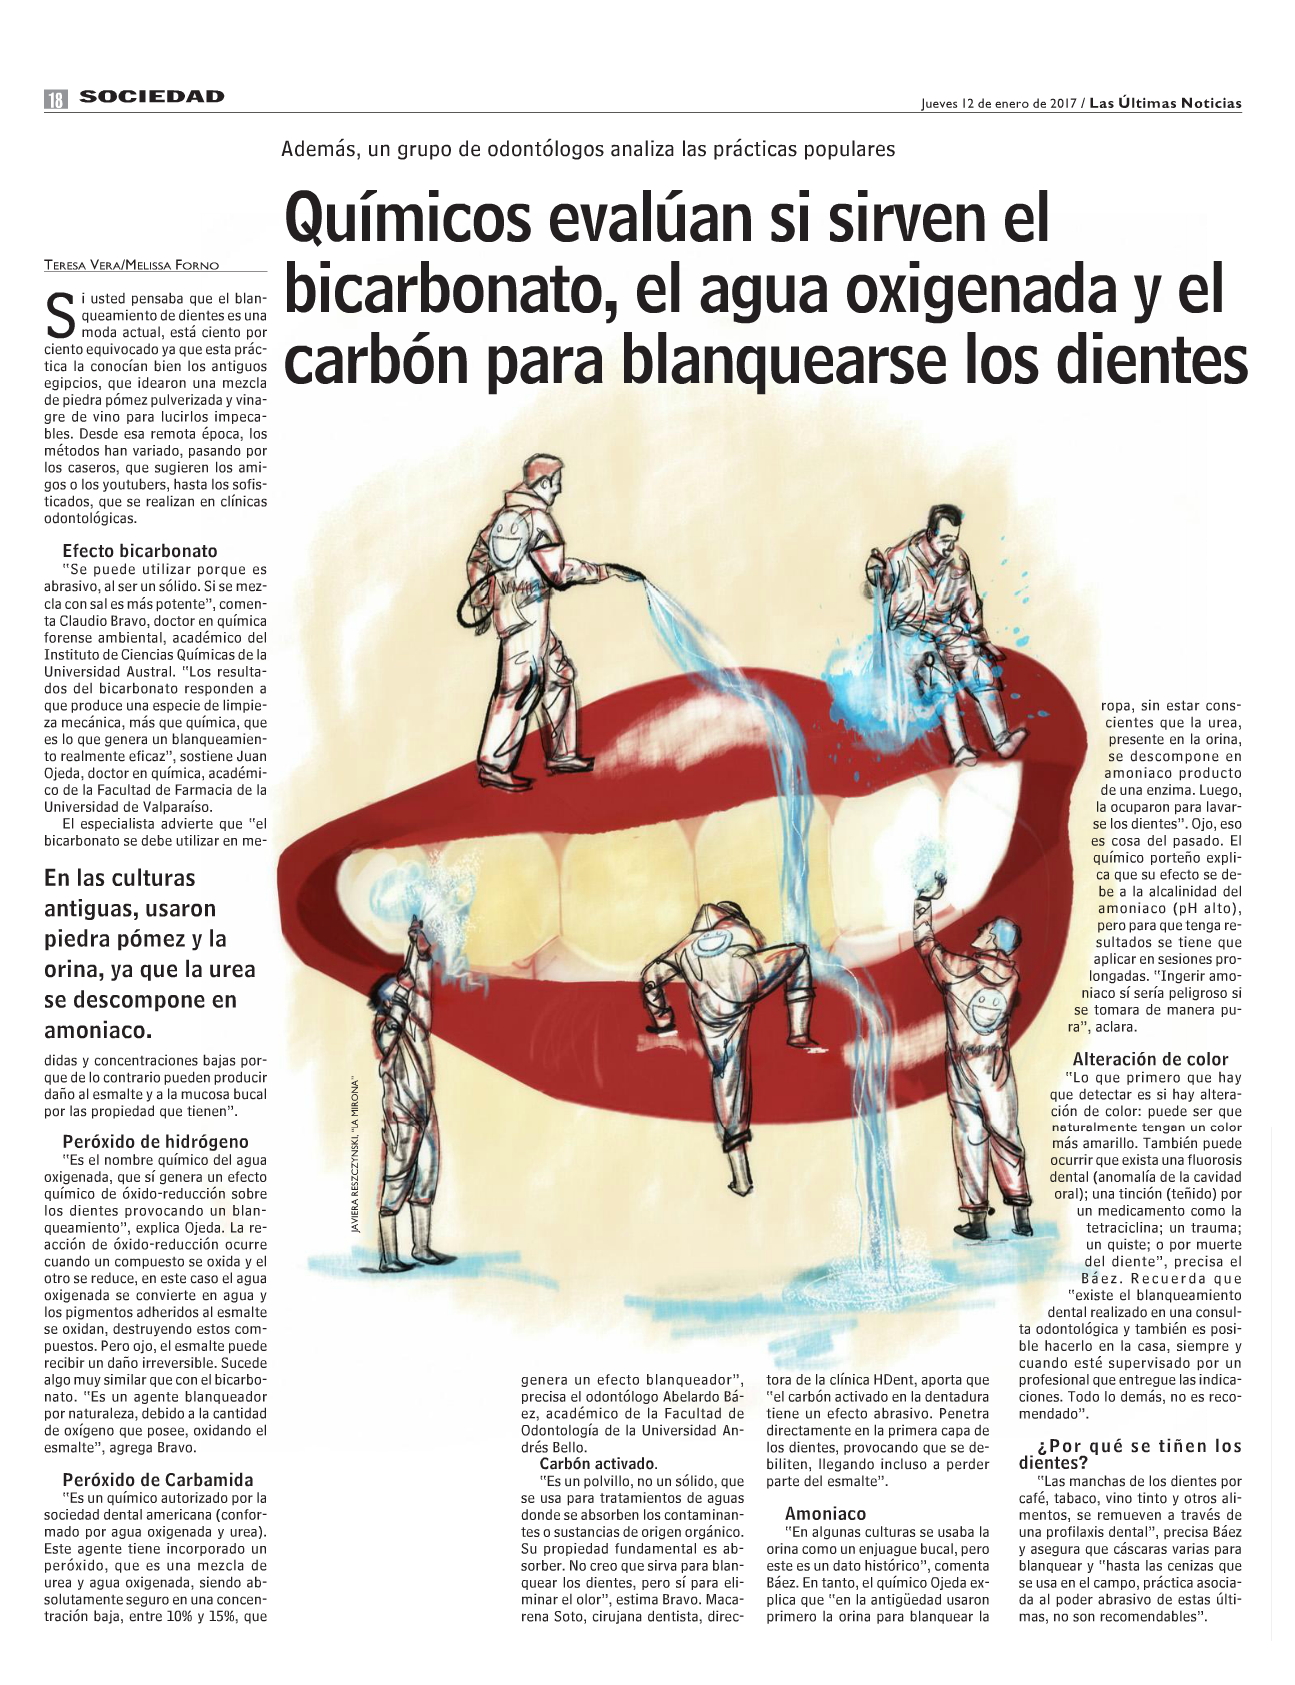 18 SOCIEDAD
Jueves 12 de enero de 2017 / Las Últimas Noticias
Además, un grupo de odontólogos analiza las prácticas populares
Químicos evalúan si sirven el
bicarbonato, el agua oxigenada y el
carbón para blanquearse los dientes
TERESA VERA/MELISSA FORNO
Si usted pensaba que el blan-
queamiento de dientes es una
moda actual, está ciento por
ciento equivocado ya que esta prác-
tica la conocían bien los antiguos
egipcios, que idearon una mezcla
de piedra pómez pulverizada y vina-
gre de vino para lucirlos impeca-
bles. Desde esa remota época, los
métodos han variado, pasando por
los caseros, que sugieren los ami-
gos o los youtubers, hasta los sofis-
ticados, que se realizan en clínicas
odontológicas.
Efecto bicarbonato
"Se puede utilizar porque es
abrasivo, al ser un sólido. Si se mez-
cla con sal es más potente", comen-
ta Claudio Bravo, doctor en química
forense ambiental, académico del
Instituto de Ciencias Químicas de la
Universidad Austral. "Los resulta-
dos del bicarbonato responden a
que produce una especie de limpie-
za mecánica, más que química, que
es lo que genera un blanqueamien-
to realmente eficaz", sostiene Juan
Ojeda, doctor en química, académi-
co de la Facultad de Farmacia de la
Universidad de Valparaíso.
El especialista advierte que "el
bicarbonato se debe utilizar en me-
En las culturas
antiguas, usaron
piedra pómez y la
orina, ya que la urea
se descompone en
amoniaco.
didas y concentraciones bajas por-
que de lo contrario pueden producir
daño al esmalte y a la mucosa bucal
por las propiedad que tienen".
Peróxido de hidrógeno
"Es el nombre químico del agua
oxigenada, que sí genera un efecto
químico de óxido-reducción sobre
los dientes provocando un blan-
queamiento", explica Ojeda. La re-
acción de óxido-reducción ocurre
cuando un compuesto se oxida y el
otro se reduce, en este caso el agua
oxigenada se convierte en agua y
los pigmentos adheridos al esmalte
se oxidan, destruyendo estos com-
puestos. Pero ojo, el esmalte puede
recibir un daño irreversible. Sucede
algo muy similar que con el bicarbo-
nato. "Es un agente blanqueador
por naturaleza, debido a la cantidad
de oxígeno que posee, oxidando el
esmalte", agrega Bravo.
Peróxido de Carbamida
"Es un químico autorizado por la
sociedad dental americana (confor-
mado por agua oxigenada y urea).
Este agente tiene incorporado un
peróxido, que es una mezcla de
urea y agua oxigenada, siendo ab-
solutamente seguro en una concen-
tración baja, entre 10% y 15%, que
JAVIERA RESZCZYNSKI, "LA MIRONA"
genera un efecto blanqueador",
precisa el odontólogo Abelardo Bá-
ez, académico de la Facultad de
Odontología de la Universidad An-
drés Bello.
Carbón activado.
"Es un polvillo, no un sólido, que
se usa para tratamientos de aguas
donde se absorben los contaminan-
tes o sustancias de origen orgánico.
Su propiedad fundamental es ab-
sorber. No creo que sirva para blan-
quear los dientes, pero sí para eli-
minar el olor", estima Bravo. Maca-
rena Soto, cirujana dentista, direc-
tora de la clínica HDent, aporta que
"el carbón activado en la dentadura
tiene un efecto abrasivo. Penetra
directamente en la primera capa de
los dientes, provocando que se de-
biliten, llegando incluso a perder
parte del esmalte".
Amoniaco
"En algunas culturas se usaba la
orina como un enjuague bucal, pero
este es un dato histórico", comenta
Báez. En tanto, el químico Ojeda ex-
plica que "en la antigüedad usaron
primero la orina para blanquear la
ropa, sin estar cons-
cientes que la urea,
presente en la orina,
se descompone en
amoniaco producto
de una enzima. Luego,
la ocuparon para lavar-
se los dientes". Ojo, eso
es cosa del pasado. El
químico porteño expli-
ca que su efecto se de-
be a la alcalinidad del
amoniaco (pH alto),
pero para que tenga re-
sultados se tiene que
aplicar en sesiones pro-
longadas. "Ingerir amo-
niaco sí sería peligroso si
se tomara de manera pu-
ra", aclara.
Alteración de color
"Lo que primero que hay
que detectar es si hay altera-
ción de color: puede ser que
naturalmente tengan un color
más amarillo. También puede
ocurrir que exista una fluorosis
dental (anomalía de la cavidad
oral); una tinción (teñido) por
un medicamento como la
tetraciclina; un trauma;
un quiste; o por muerte
del diente", precisa el
Báez. Recuerda que
"existe el blanqueamiento
dental realizado en una consul-
ta odontológica y también es posi-
ble hacerlo en la casa, siempre y
cuando esté supervisado por un
profesional que entregue las indica-
ciones. Todo lo demás, no es reco-
mendado".
¿Por qué se tiñen los
dientes?
"Las manchas de los dientes por
café, tabaco, vino tinto y otros ali-
mentos, se remueven a través de
una profilaxis dental", precisa Báez
y asegura que cáscaras varias para
blanquear y "hasta las cenizas que
se usa en el campo, práctica asocia-
da al poder abrasivo de estas últi-
mas, no son recomendables".